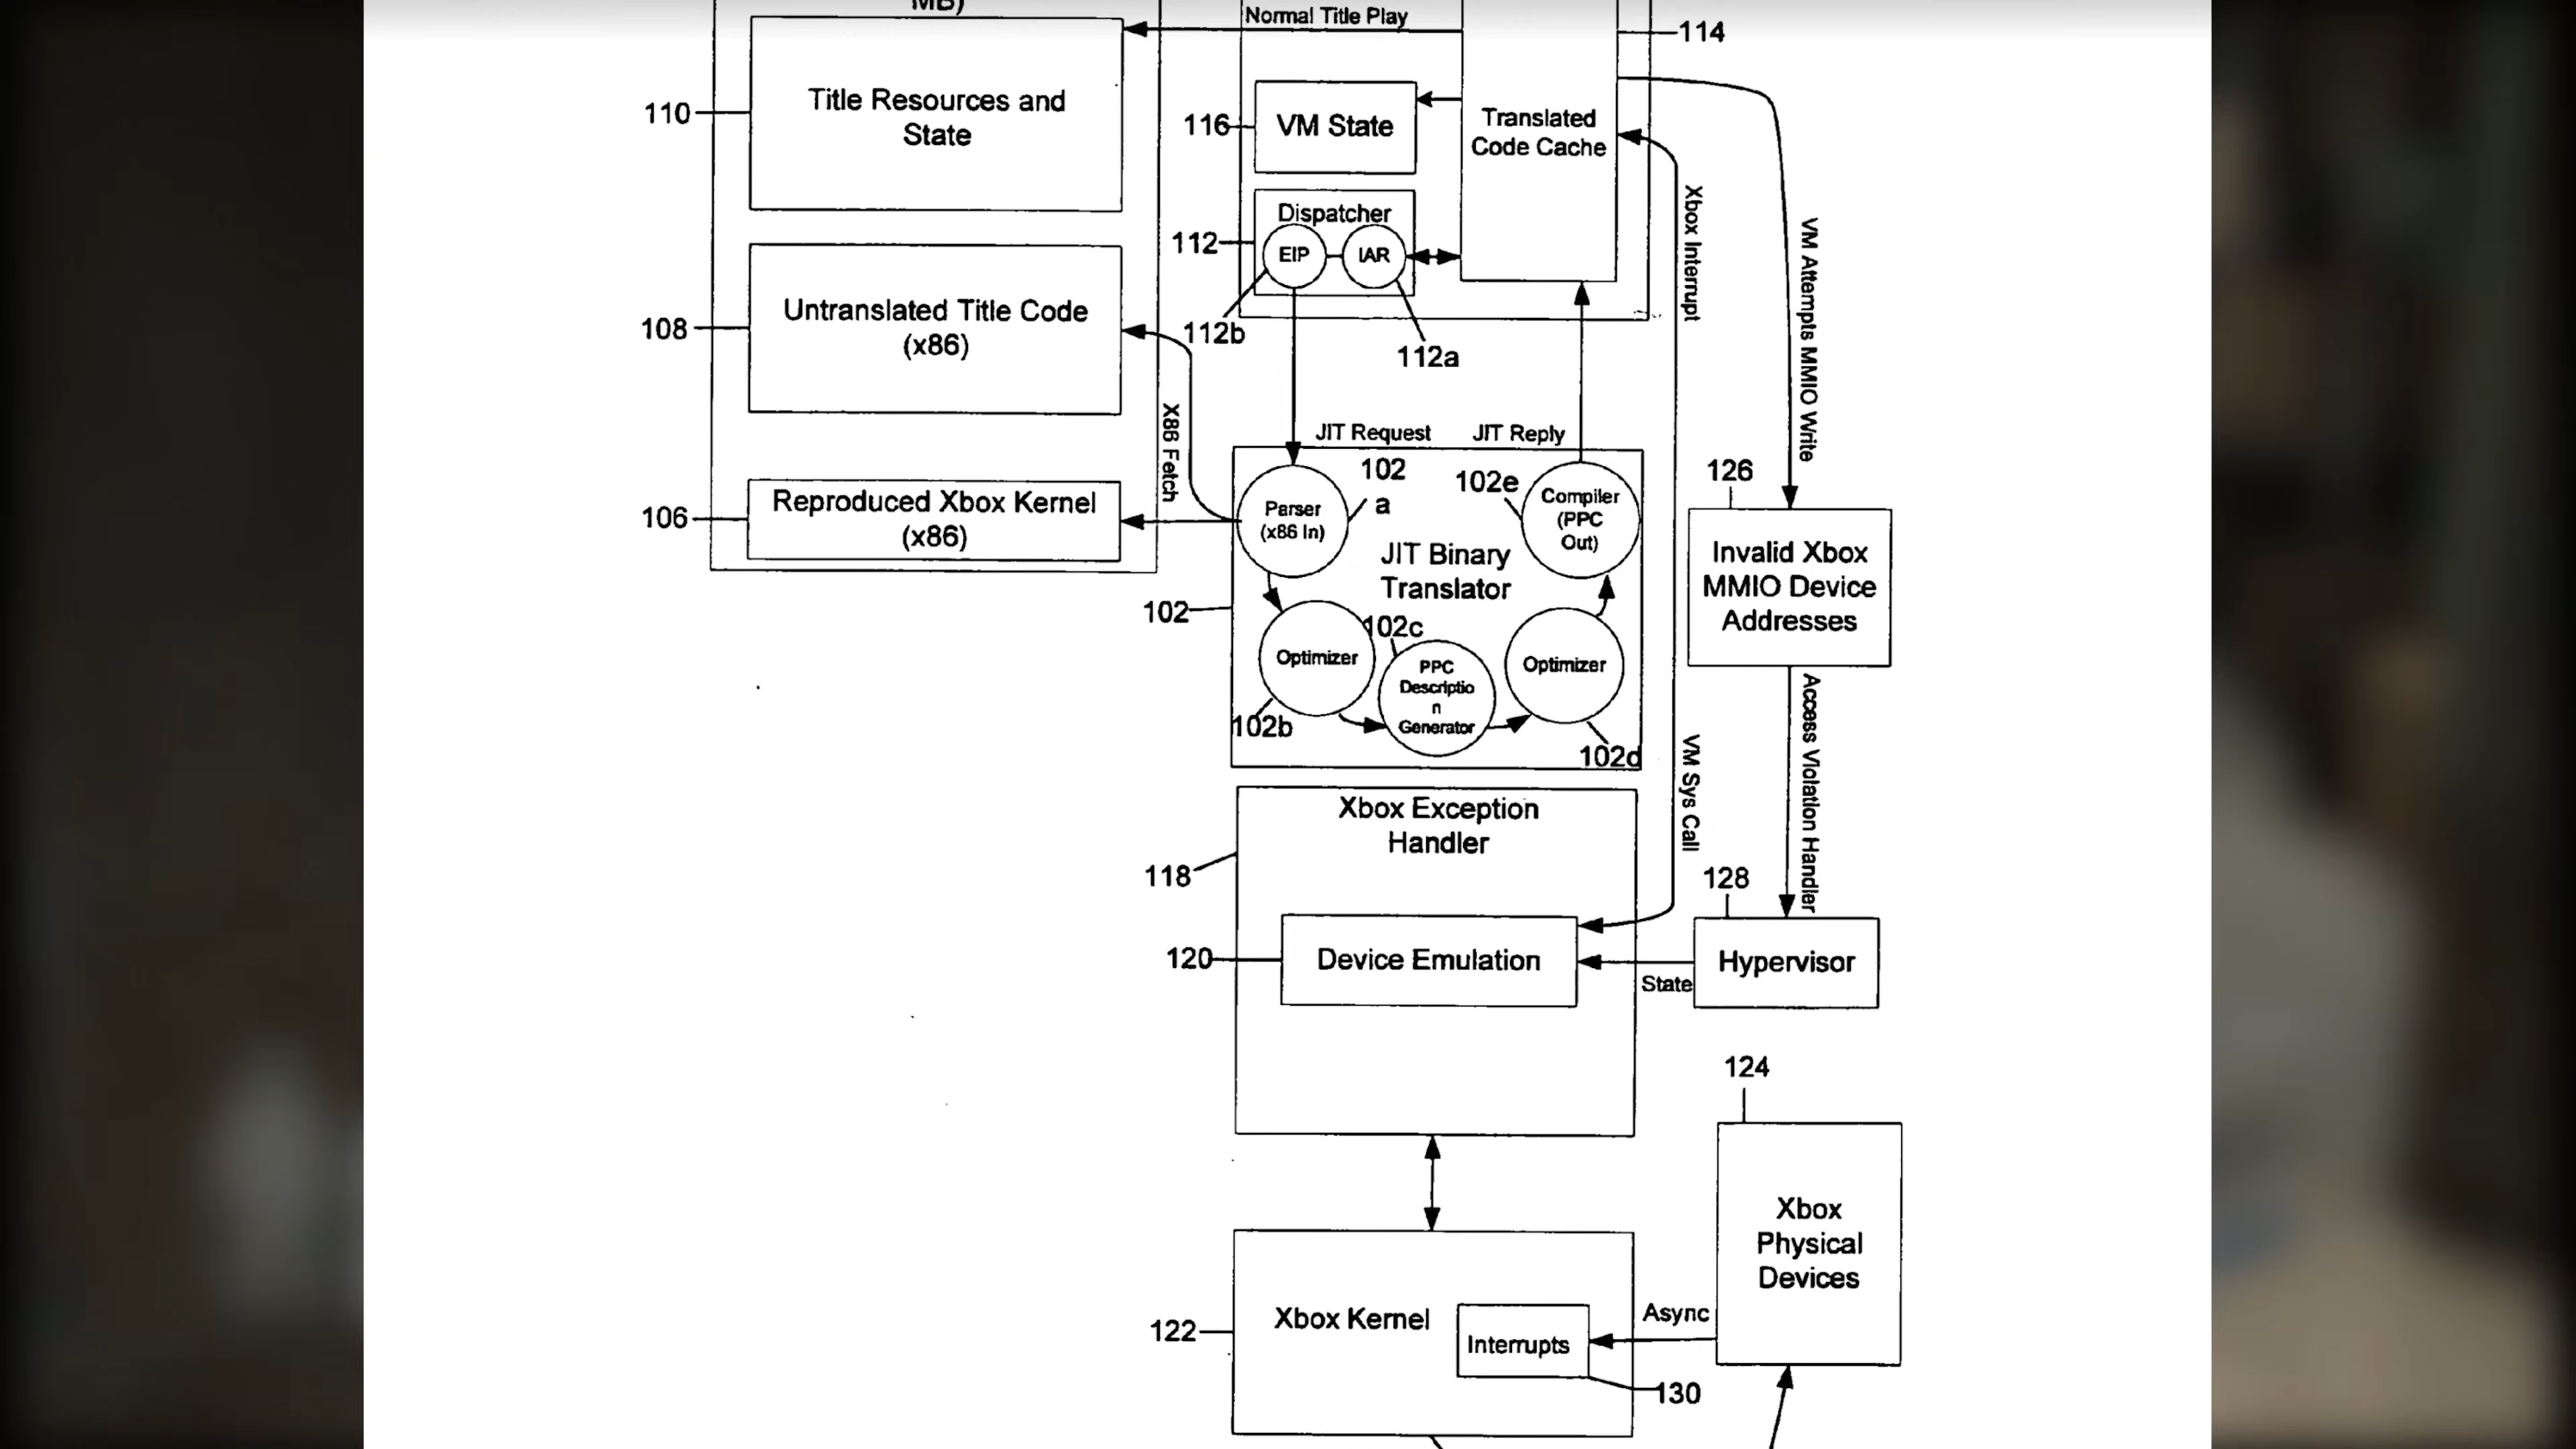 MB)
Normal Title Play
114
Title Resources and
State
110
116
VM State
Translated
Code Cache
Dispatcher
112
EIP
IAR
112b
112a
Xbox Interrupt
VM Attempts MMIO Write
Untranslated Title Code
(x86)
108
X86 Fetch
JIT Request
JIT Reply
Reproduced Xbox Kernel
(x86)
106
Parser
(x86 In)
102
a
102e
Compiler
(PPC
Out)
JIT Binary
Translator
102
102c
Optimizer
PPC
Descriptio
n
Generator
Optimizer
102b
102d
126
Invalid Xbox
MMIO Device
Addresses
VM Sys Call
Access Violation Handler
Xbox Exception
Handler
118
128
120
Device Emulation
State
Hypervisor
124
Xbox
Physical
Devices
122
Xbox Kernel
Interrupts
Async
130